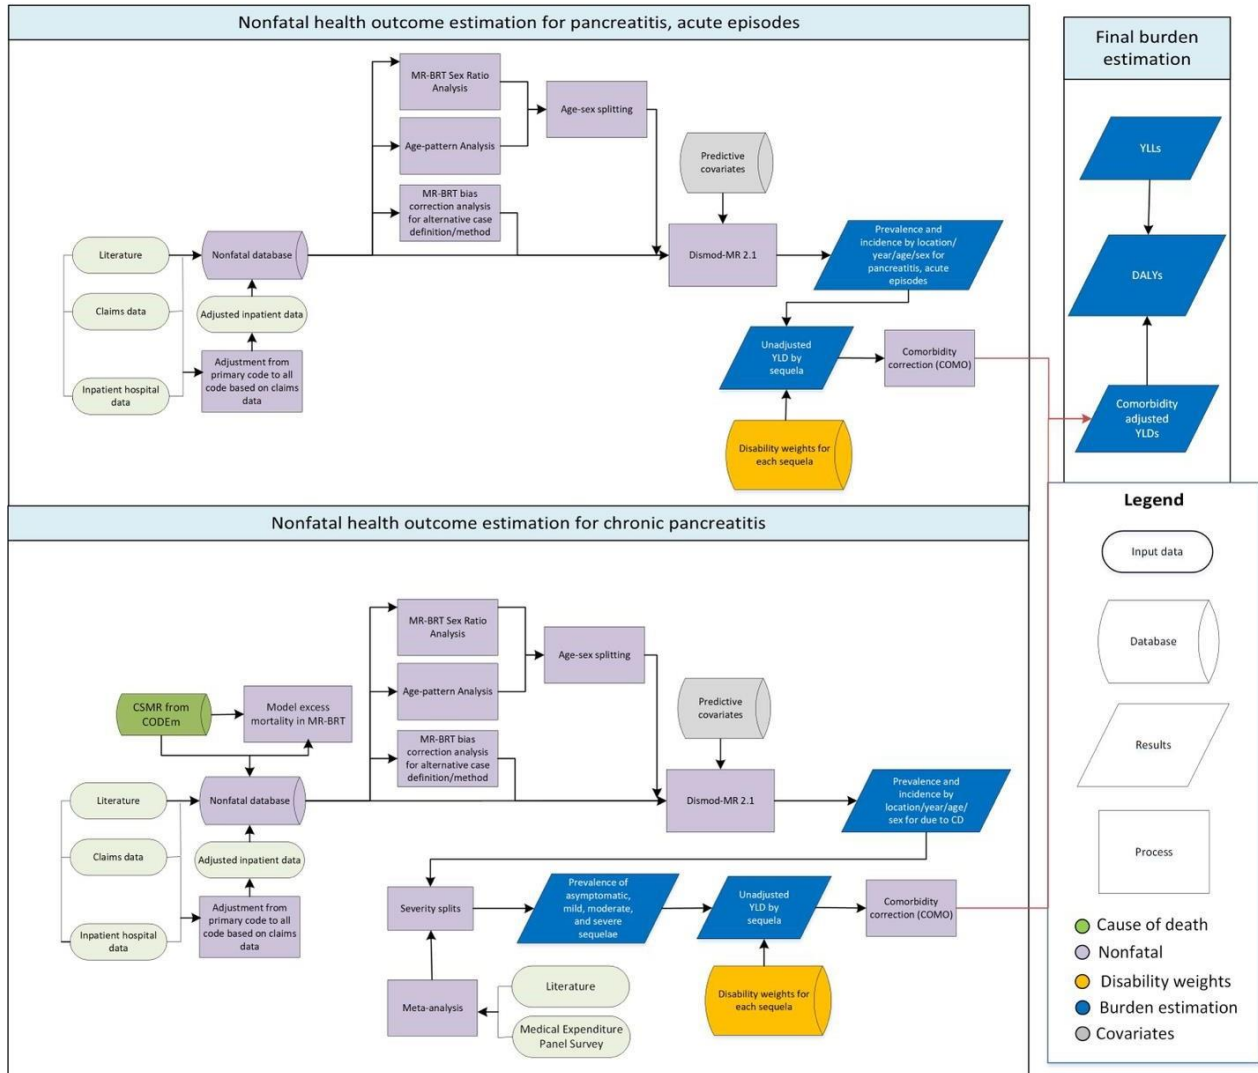 Nonfatal health outcome estimation for pancreatitis, acute episodes
MR-BRT Sex Ratio
Analysis
Age-sex splitting
Age-pattern Analysis
Predictive
covariates
MR-BRT bias
correction analysis
for alternative case
definition/method
Literature
Nonfatal database
Dismod-MR 2.1
Prevalence and
incidence by location/
year/age/sex for
pancreatitis, acute
episodes
Claims data
Adjusted inpatient data
Inpatient hospital
data
Adjustment from
primary code to all
code based on claims
data
Unadjusted
YLD by
sequela
Comorbidity
correction (COMO)
Disability weights for
each sequela
Final burden
estimation
YLLs
DALYs
Comorbidity
adjusted
YLDs
Nonfatal health outcome estimation for chronic pancreatitis
MR-BRT Sex Ratio
Analysis
Age-sex splitting
Age-pattern Analysis
Predictive
covariates
CSMR from
CODEm
Model excess
mortality in MR-BRT
MR-BRT bias
correction analysis
for alternative case
definition/method
Literature
Nonfatal database
Dismod-MR 2.1
Prevalence and
incidence by
location/year/age/
sex for due to CD
Claims data
Adjusted inpatient data
Inpatient hospital
data
Adjustment from
primary code to all
code based on claims
data
Severity splits
Prevalence of
asymptomatic,
mild, moderate,
and severe
sequelae
Unadjusted
YLD by
sequela
Comorbidity
correction (COMO)
Meta-analysis
Literature
Medical Expenditure
Panel Survey
Disability weights for
each sequela
Legend
Input data
Database
Results
Process
Cause of death
Nonfatal
Disability weights
Burden estimation
Covariates